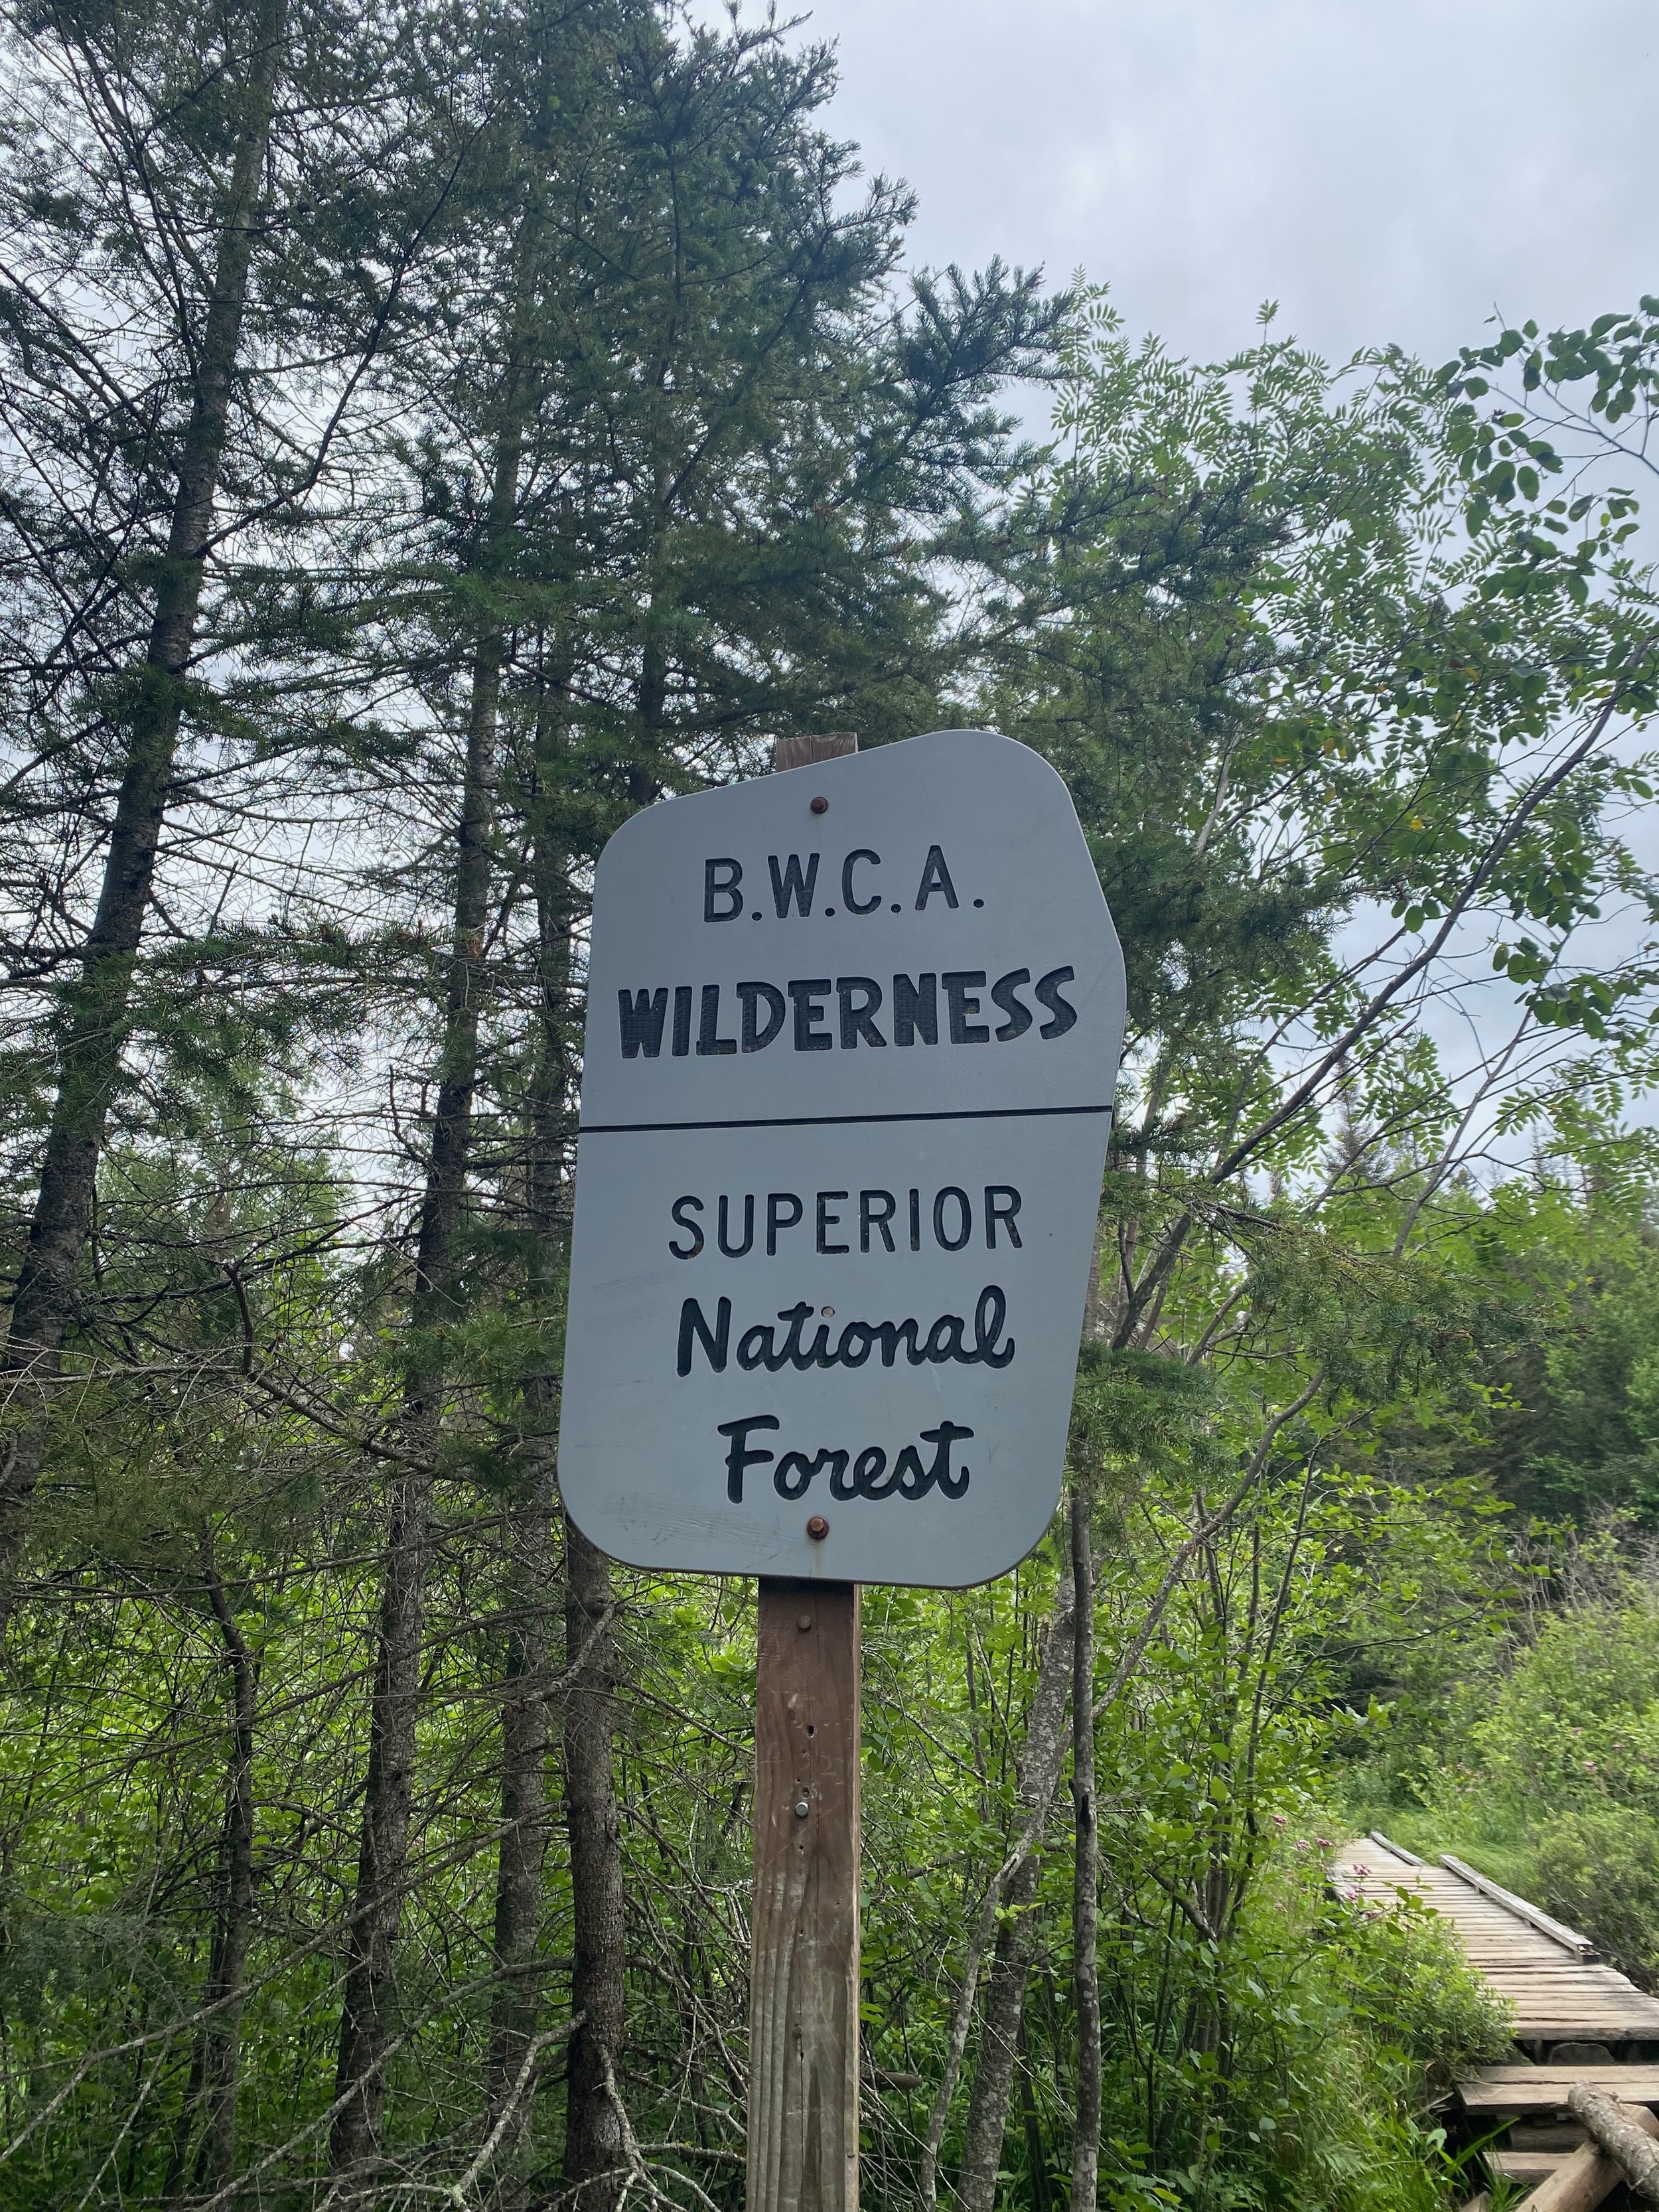 B.W.C.A.
WILDERNESS
SUPERIOR
National
Forest